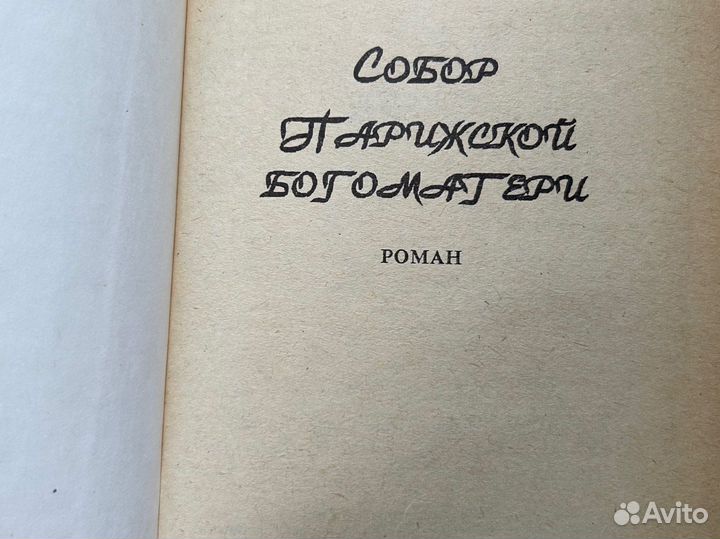 Собор
Парижской
богоматери
РОМАН
Avito